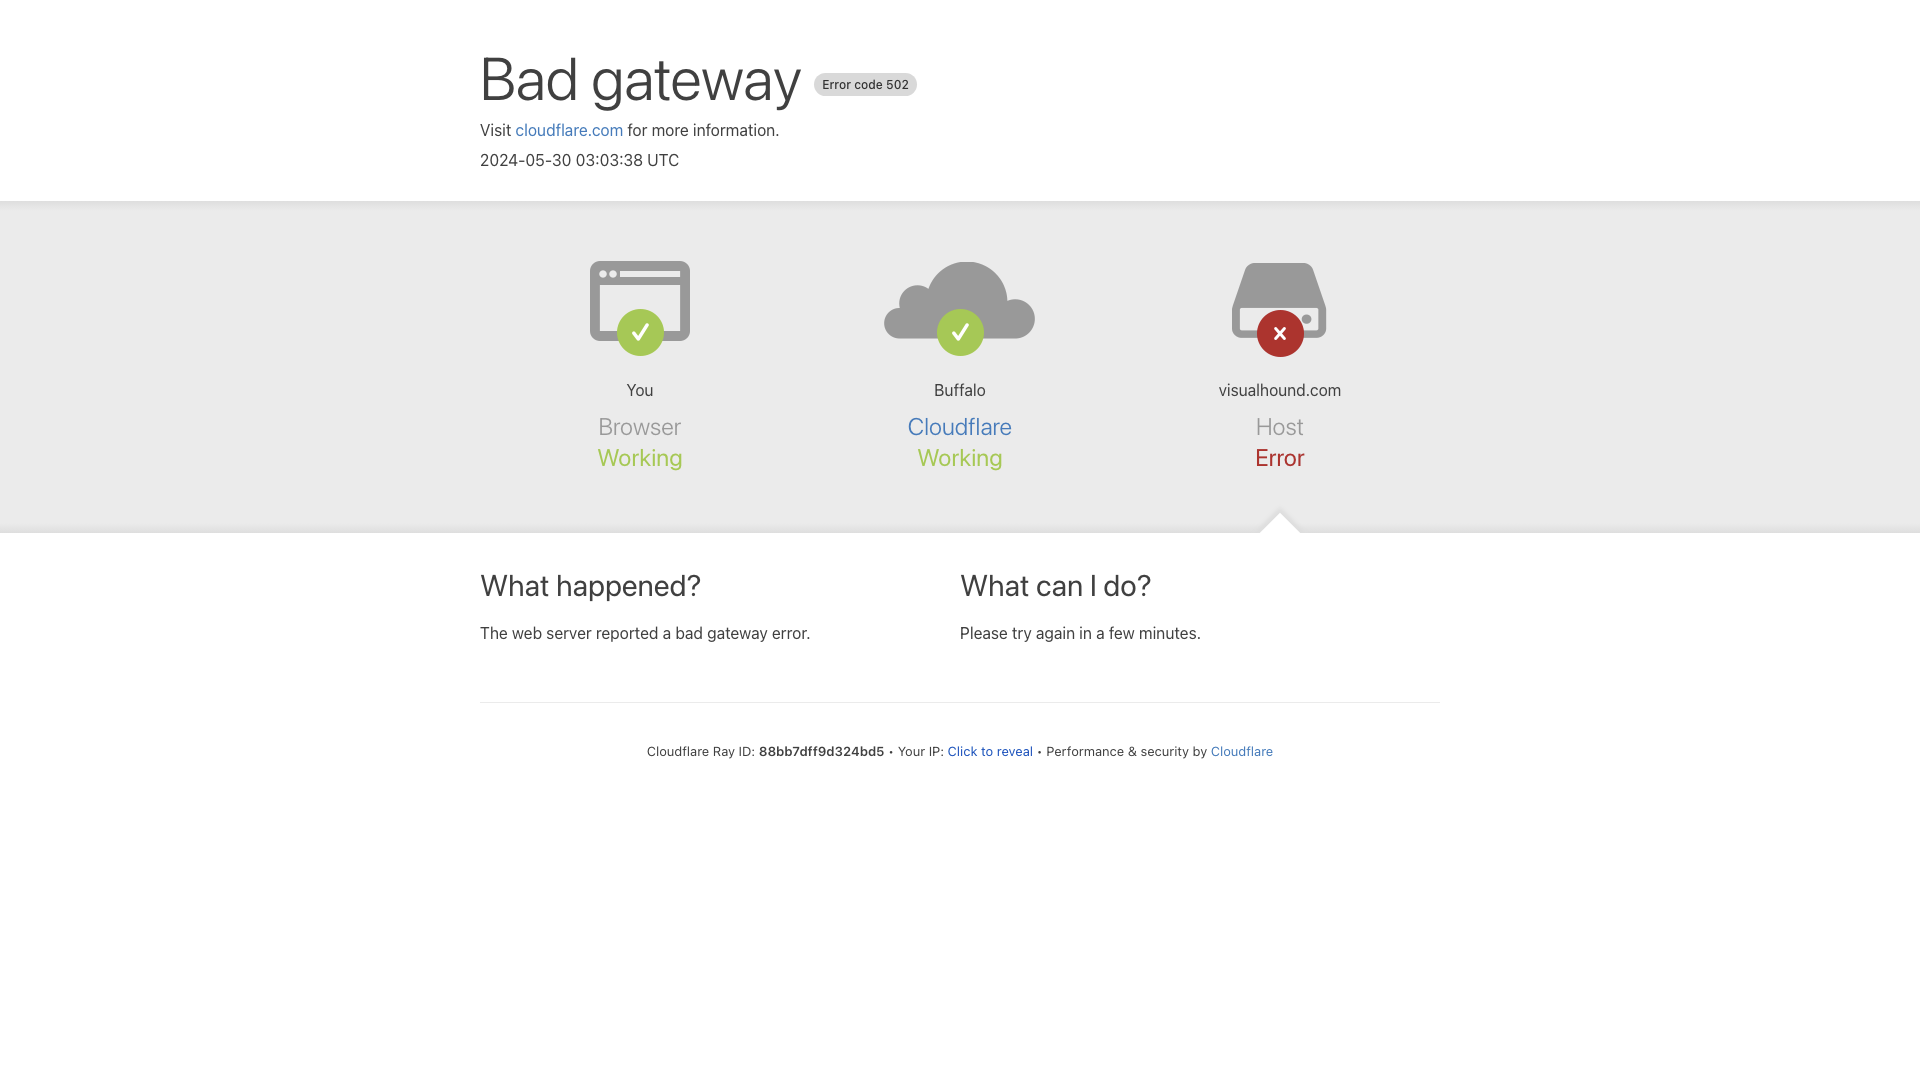 Bad gateway Error code 502
Visit cloudflare.com for more information.
2024-05-30 03:03:38 UTC
You
Browser
Working
Buffalo
Cloudflare
Working
visualhound.com
Host
Error
What happened?
The web server reported a bad gateway error.
What can I do?
Please try again in a few minutes.
Cloudflare Ray ID: 88bb7dff9d324bd5 • Your IP: Click to reveal • Performance & security by Cloudflare